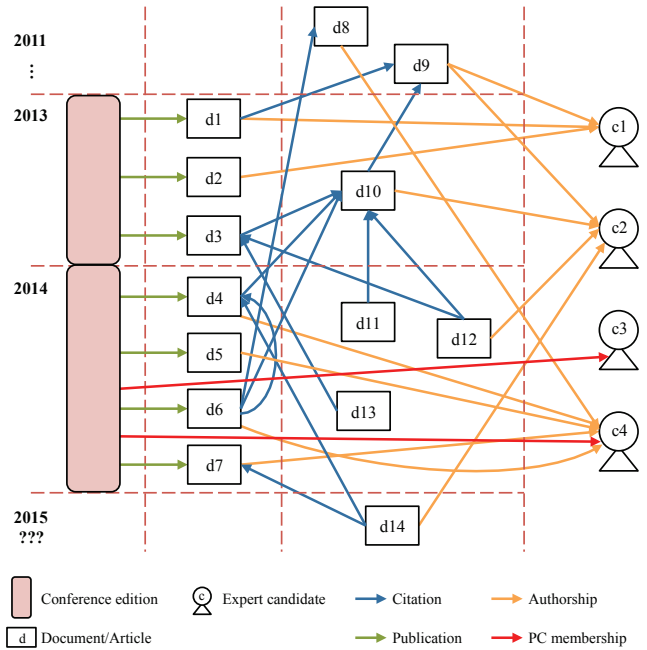 2011
...
d8
d9
2013
d1
c1
d2
d10
d3
c2
2014
d4
d11
d12
c3
d5
d6
d13
c4
d7
2015
???
d14
Conference edition
c
Expert candidate
Citation
Authorship
d
Document/Article
Publication
PC membership